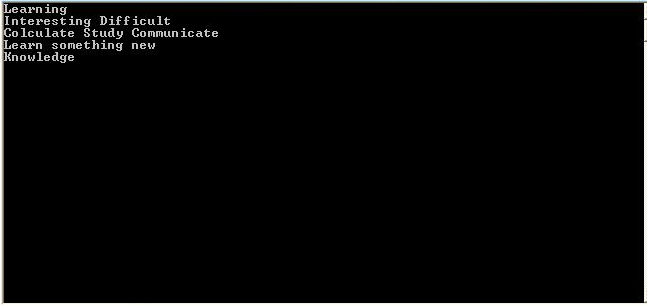 Learning
Interesting Difficult
Colculate Study Communicate
Learn something new
Knowledge